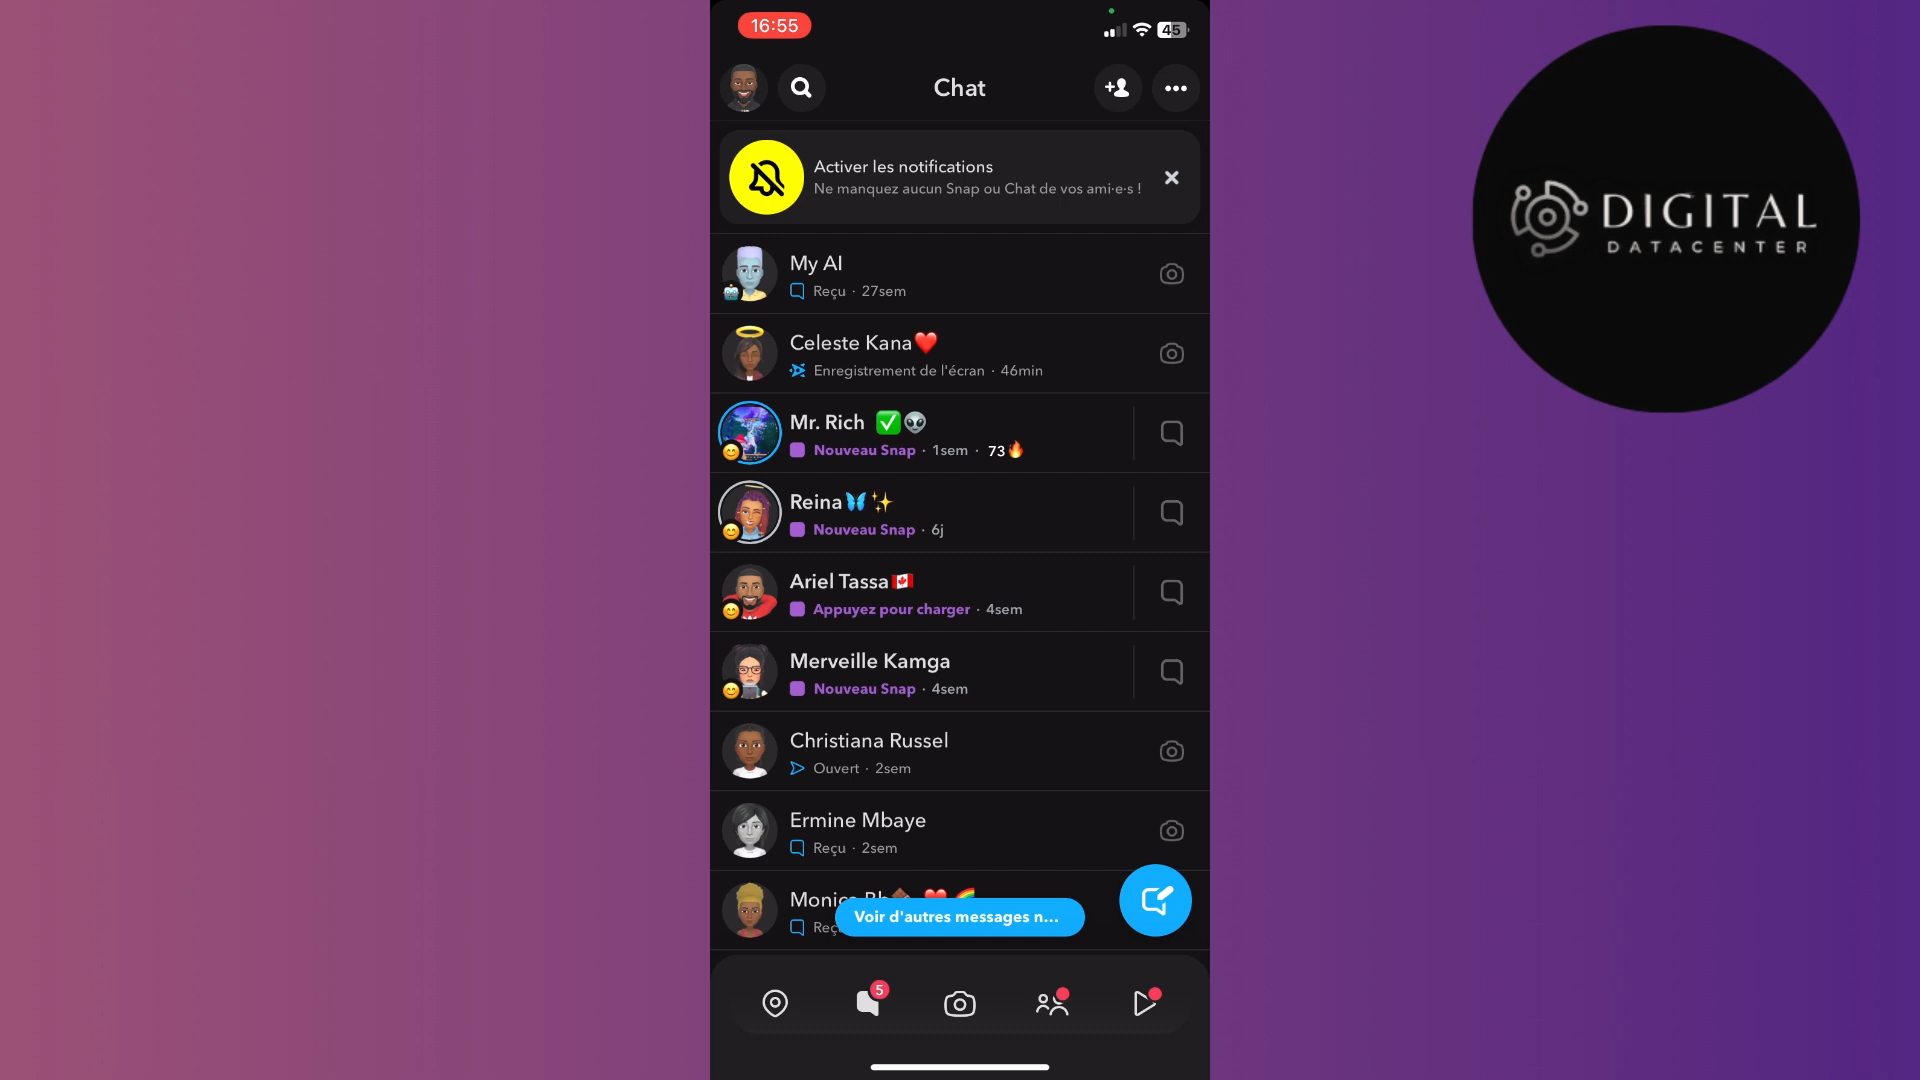 16:55
45
Chat
Activer les notifications
Ne manquez aucun Snap ou Chat de vos ami·e·s !
My AI
Reçu · 27sem
Celeste Kana❤️
Enregistrement de l'écran · 46min
Mr. Rich ✅👽
Nouveau Snap · 1sem · 73🔥
Reina🦋✨
Nouveau Snap · 6j
Ariel Tassa🇨🇦
Appuyez pour charger · 4sem
Merveille Kamga
Nouveau Snap · 4sem
Christiana Russel
Ouvert · 2sem
Ermine Mbaye
Reçu · 2sem
Voir d'autres messages n...
5
DIGITAL
DATACENTER